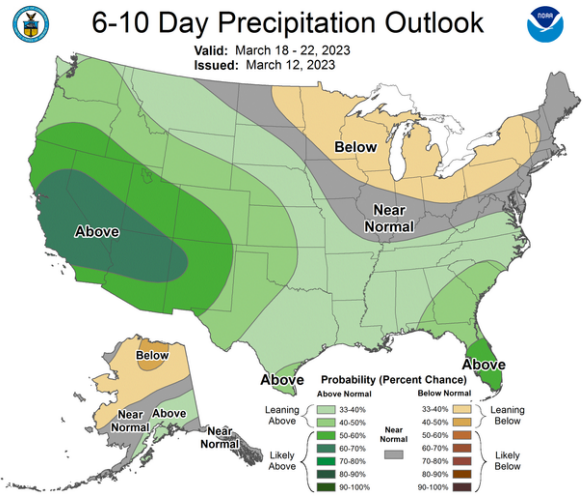 6-10 Day Precipitation Outlook
Valid: March 18 - 22, 2023
Issued: March 12, 2023
NOAA
Below
Near
Normal
Above
Above
Above
Below
Near
Normal
Above
Near
Normal
Probability (Percent Chance)
Above Normal
Below Normal
Leaning
Above
33-40%
40-50%
Likely
Above
50-60%
60-70%
70-80%
80-90%
90-100%
Near
Normal
33-40%
40-50%
Leaning
Below
50-60%
60-70%
70-80%
80-90%
90-100%
Likely
Below